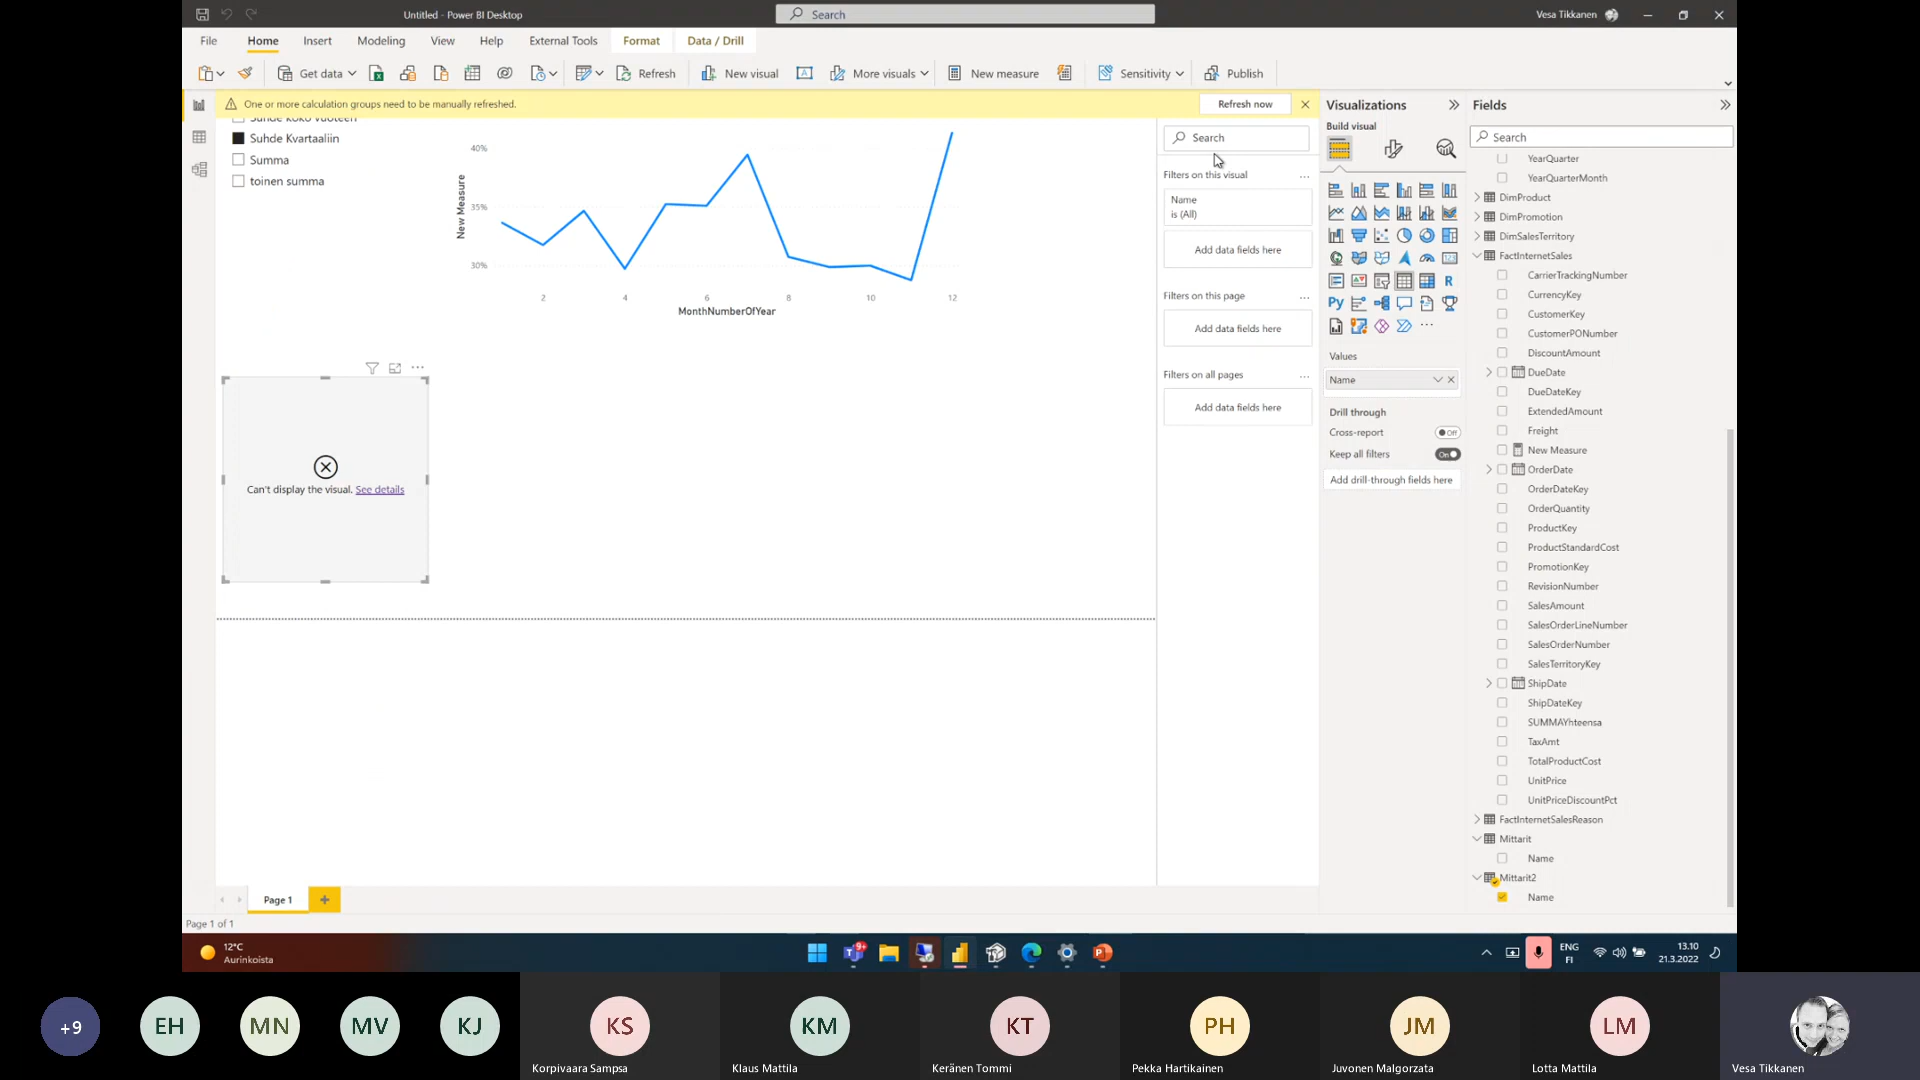 Untitled - Power BI Desktop
Search
Vesa Tikkanen
File
Home
Insert
Modeling
View
Help
External Tools
Format
Data / Drill
Get data
Refresh
New visual
More visuals
New measure
Sensitivity
Publish
One or more calculation groups need to be manually refreshed.
Refresh now
Suhde koko vuoteen
Suhde Kvartaaliin
Summa
toinen summa
New Measure
40%
35%
30%
2
4
6
8
10
12
MonthNumberOfYear
Can't display the visual. See details
Search
Filters on this visual
Name
is (All)
Add data fields here
Filters on this page
Add data fields here
Filters on all pages
Add data fields here
Visualizations
Build visual
R
Py
123
Values
Name
Drill through
Cross-report
Off
Keep all filters
On
Add drill-through fields here
Fields
Search
YearQuarter
YearQuarterMonth
DimProduct
DimPromotion
DimSalesTerritory
FactInternetSales
CarrierTrackingNumber
CurrencyKey
CustomerKey
CustomerPONumber
DiscountAmount
DueDate
DueDateKey
ExtendedAmount
Freight
New Measure
OrderDate
OrderDateKey
OrderQuantity
ProductKey
ProductStandardCost
PromotionKey
RevisionNumber
SalesAmount
SalesOrderLineNumber
SalesOrderNumber
SalesTerritoryKey
ShipDate
ShipDateKey
SUMMAYhteensa
TaxAmt
TotalProductCost
UnitPrice
UnitPriceDiscountPct
FactInternetSalesReason
Mittarit
Name
Mittarit2
Name
Page 1
Page 1 of 1
12°C
Aurinkoista
9+
ENG
FI
13.10
21.3.2022
+9
EH
MN
MV
KJ
KS
Korpivaara Sampsa
KM
Klaus Mattila
KT
Keränen Tommi
PH
Pekka Hartikainen
JM
Juvonen Malgorzata
LM
Lotta Mattila
Vesa Tikkanen